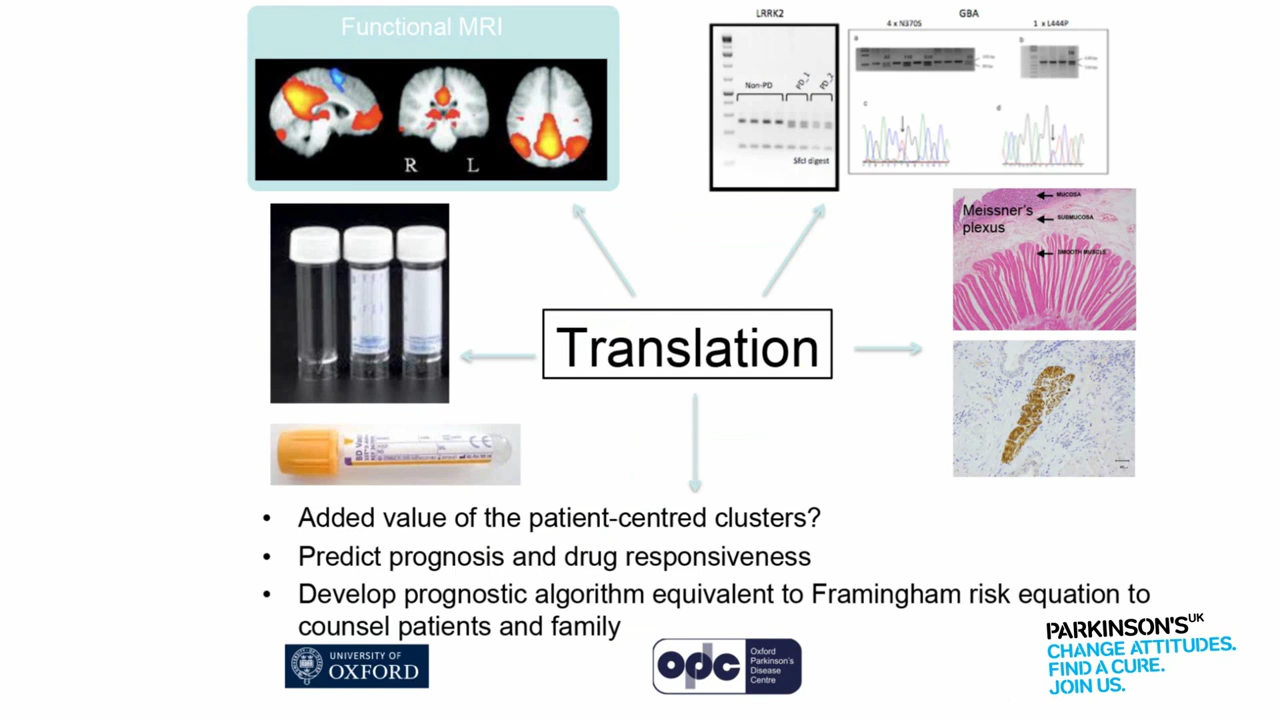 Functional MRI
R L
LRRK2
Non-PD
PD_1
PD_2
SfcI digest
GBA
4 x N370S
1 x L444P
a
b
c
d
MUCOSA
Meissner's
plexus
SUBMUCOSA
SMOOTH MUSCLE
Translation
• Added value of the patient-centred clusters?
• Predict prognosis and drug responsiveness
• Develop prognostic algorithm equivalent to Framingham risk equation to
counsel patients and family
UNIVERSITY OF
OXFORD
opdc
Oxford
Parkinson's
Disease
Centre
PARKINSON'S UK
CHANGE ATTITUDES.
FIND A CURE.
JOIN US.